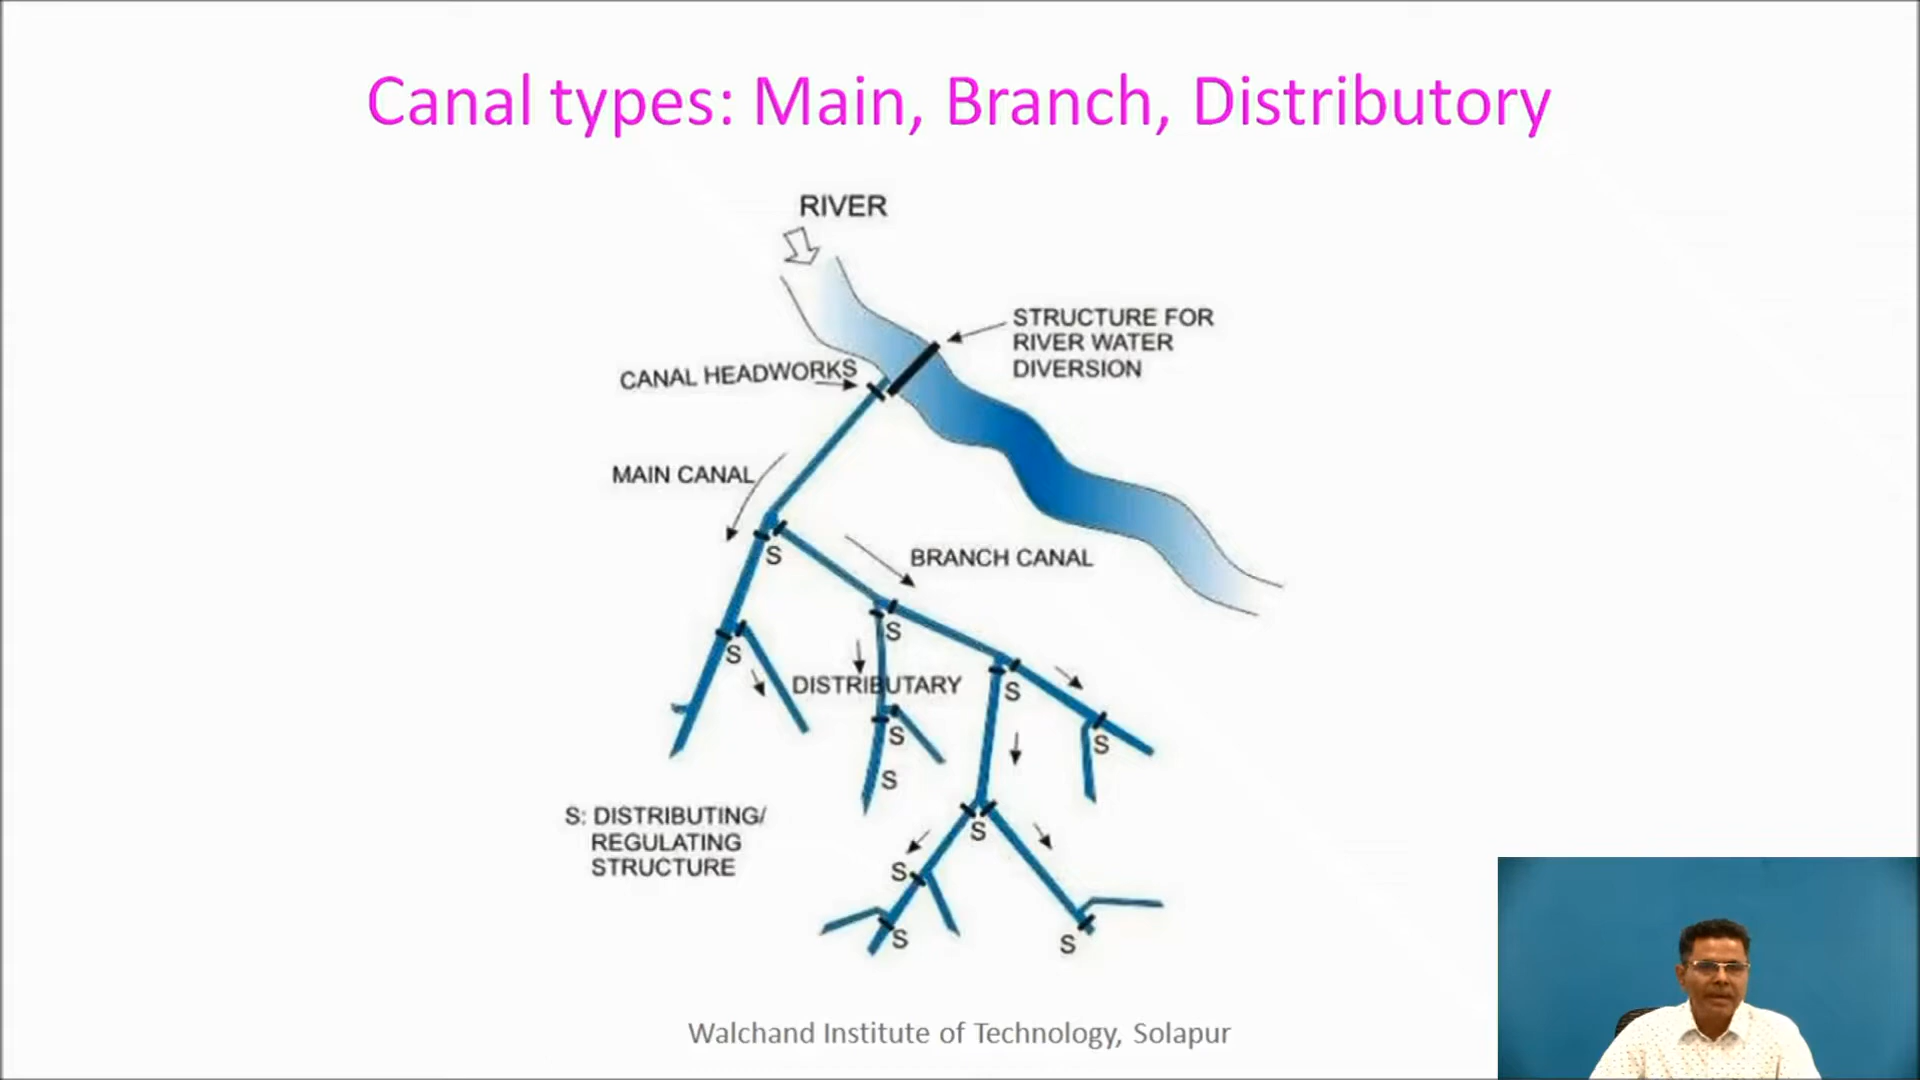 Canal types: Main, Branch, Distributory
RIVER
STRUCTURE FOR
RIVER WATER
DIVERSION
CANAL HEADWORKS
MAIN CANAL
S
BRANCH CANAL
S
S
DISTRIBUTARY
S
S
S
S
S: DISTRIBUTING/
REGULATING
STRUCTURE
S
S
S
S
Walchand Institute of Technology, Solapur